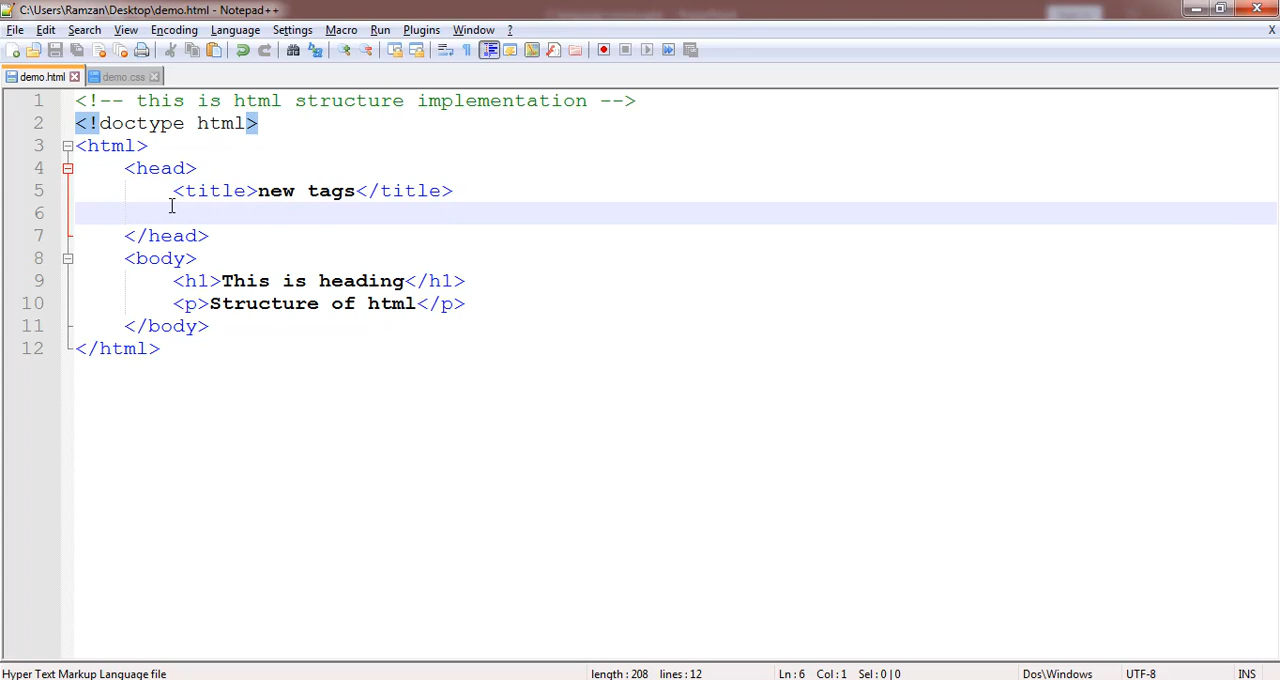 C:\Users\Ramzan\Desktop\demo.html - Notepad++
File Edit Search View Encoding Language Settings Macro Run Plugins Window ? X
demo.html demo.css
1 <!-- this is html structure implementation -->
2 <!doctype html>
3 <html>
4 <head>
5 <title>new tags</title>
6
7 </head>
8 <body>
9 <h1>This is heading</h1>
10 <p>Structure of html</p>
11 </body>
12 </html>
Hyper Text Markup Language file length : 208 lines : 12 Ln : 6 Col : 1 Sel : 0 | 0 Dos\Windows UTF-8 INS